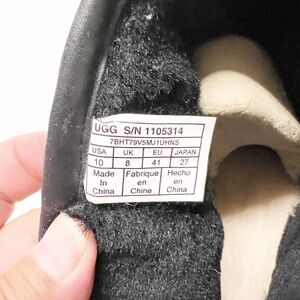 UGG S/N 1105314
7BHT79V5MJ1UHNS
USA UK EU JAPAN
10 8 41 27
Made Fabrique Hecho
In en en
China Chine China